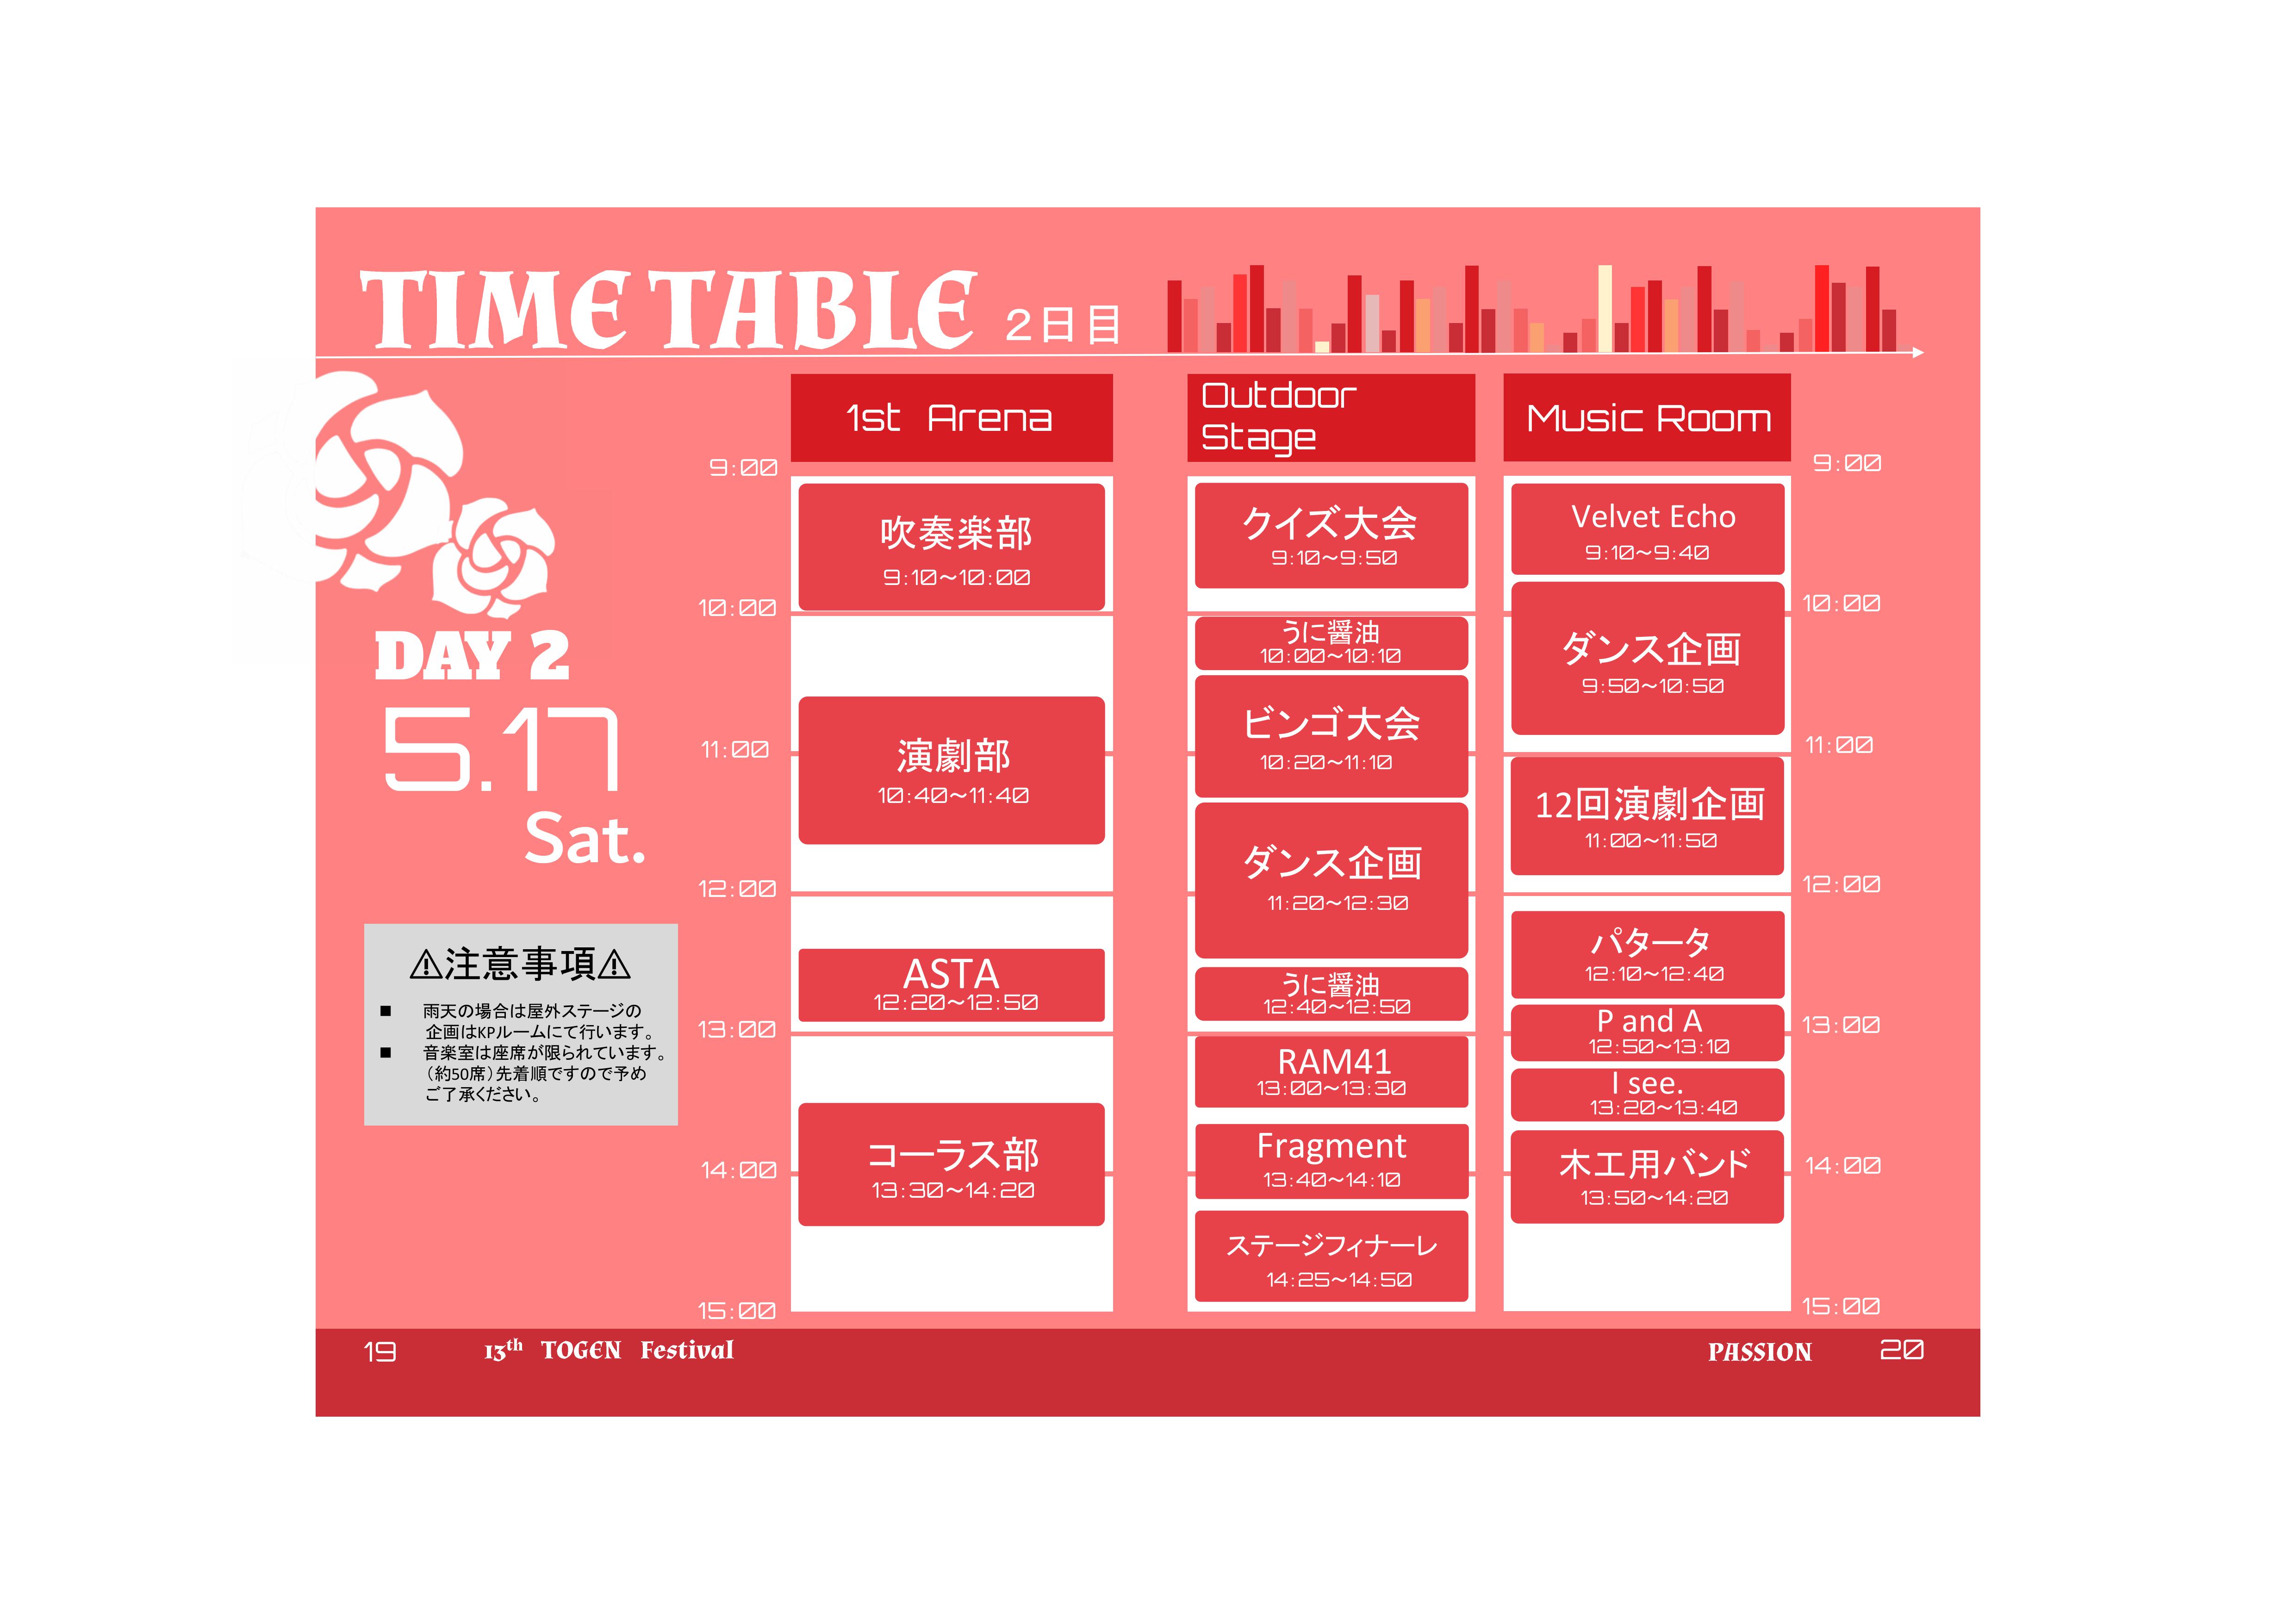 TIME TABLE 2日目
DAY 2
5.17
Sat.
⚠注意事項⚠
■ 雨天の場合は屋外ステージの
企画はKPルームにて行います。
■ 音楽室は座席が限られています。
(約50席)先着順ですので予め
ご了承ください。
9:00
10:00
11:00
12:00
13:00
14:00
15:00
1st Arena
吹奏楽部
9:10~10:00
演劇部
10:40~11:40
ASTA
12:20~12:50
コーラス部
13:30~14:20
Outdoor
Stage
クイズ大会
9:10~9:50
うに醤油
10:00~10:10
ビンゴ大会
10:20~11:10
ダンス企画
11:20~12:30
うに醤油
12:40~12:50
RAM41
13:00~13:30
Fragment
13:40~14:10
ステージフィナーレ
14:25~14:50
Music Room
Velvet Echo
9:10~9:40
ダンス企画
9:50~10:50
12回演劇企画
11:00~11:50
パタータ
12:10~12:40
P and A
12:50~13:10
I see.
13:20~13:40
木工用バンド
13:50~14:20
9:00
10:00
11:00
12:00
13:00
14:00
15:00
19 13th TOGEN Festival
PASSION 20